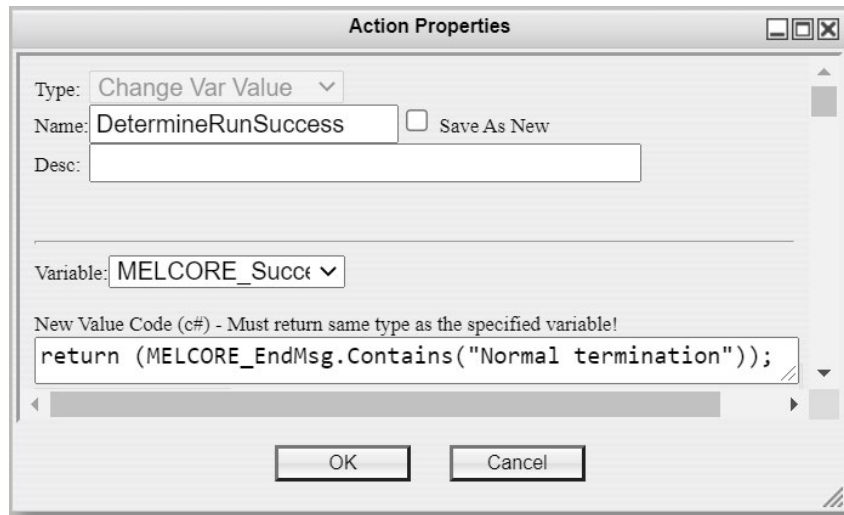 Action Properties
Type: Change Var Value
Name: DetermineRunSuccess Save As New
Desc:
Variable: MELCORE_Succe
New Value Code (c#) - Must return same type as the specified variable!
return (MELCORE_EndMsg.Contains("Normal termination"));
OK Cancel